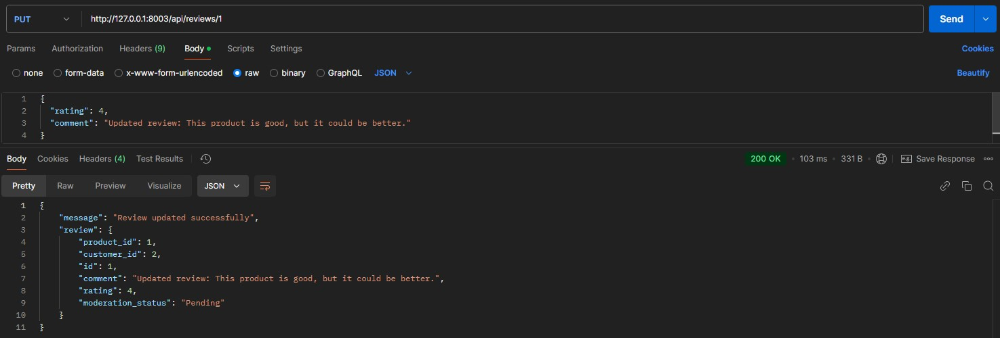 PUT http://127.0.0.1:8003/api/reviews/1 Send
Params Authorization Headers (9) Body Scripts Settings Cookies
none form-data x-www-form-urlencoded raw binary GraphQL JSON Beautify
1 {
2 "rating": 4,
3 "comment": "Updated review: This product is good, but it could be better."
4 }
Body Cookies Headers (4) Test Results 200 OK • 103 ms • 331 B • e.g. Save Response
Pretty Raw Preview Visualize JSON
1 {
2 "message": "Review updated successfully",
3 "review": {
4 "product_id": 1,
5 "customer_id": 2,
6 "id": 1,
7 "comment": "Updated review: This product is good, but it could be better.",
8 "rating": 4,
9 "moderation_status": "Pending"
10 }
11 }